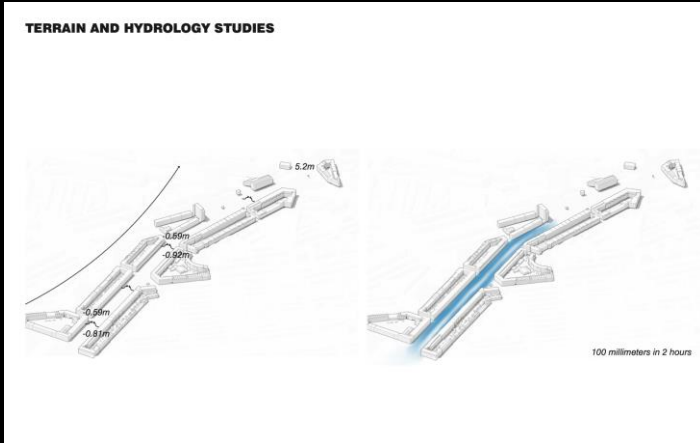 TERRAIN AND HYDROLOGY STUDIES
5.2m
-0.59m
-0.92m
-0.59m
-0.81m
100 millimeters in 2 hours